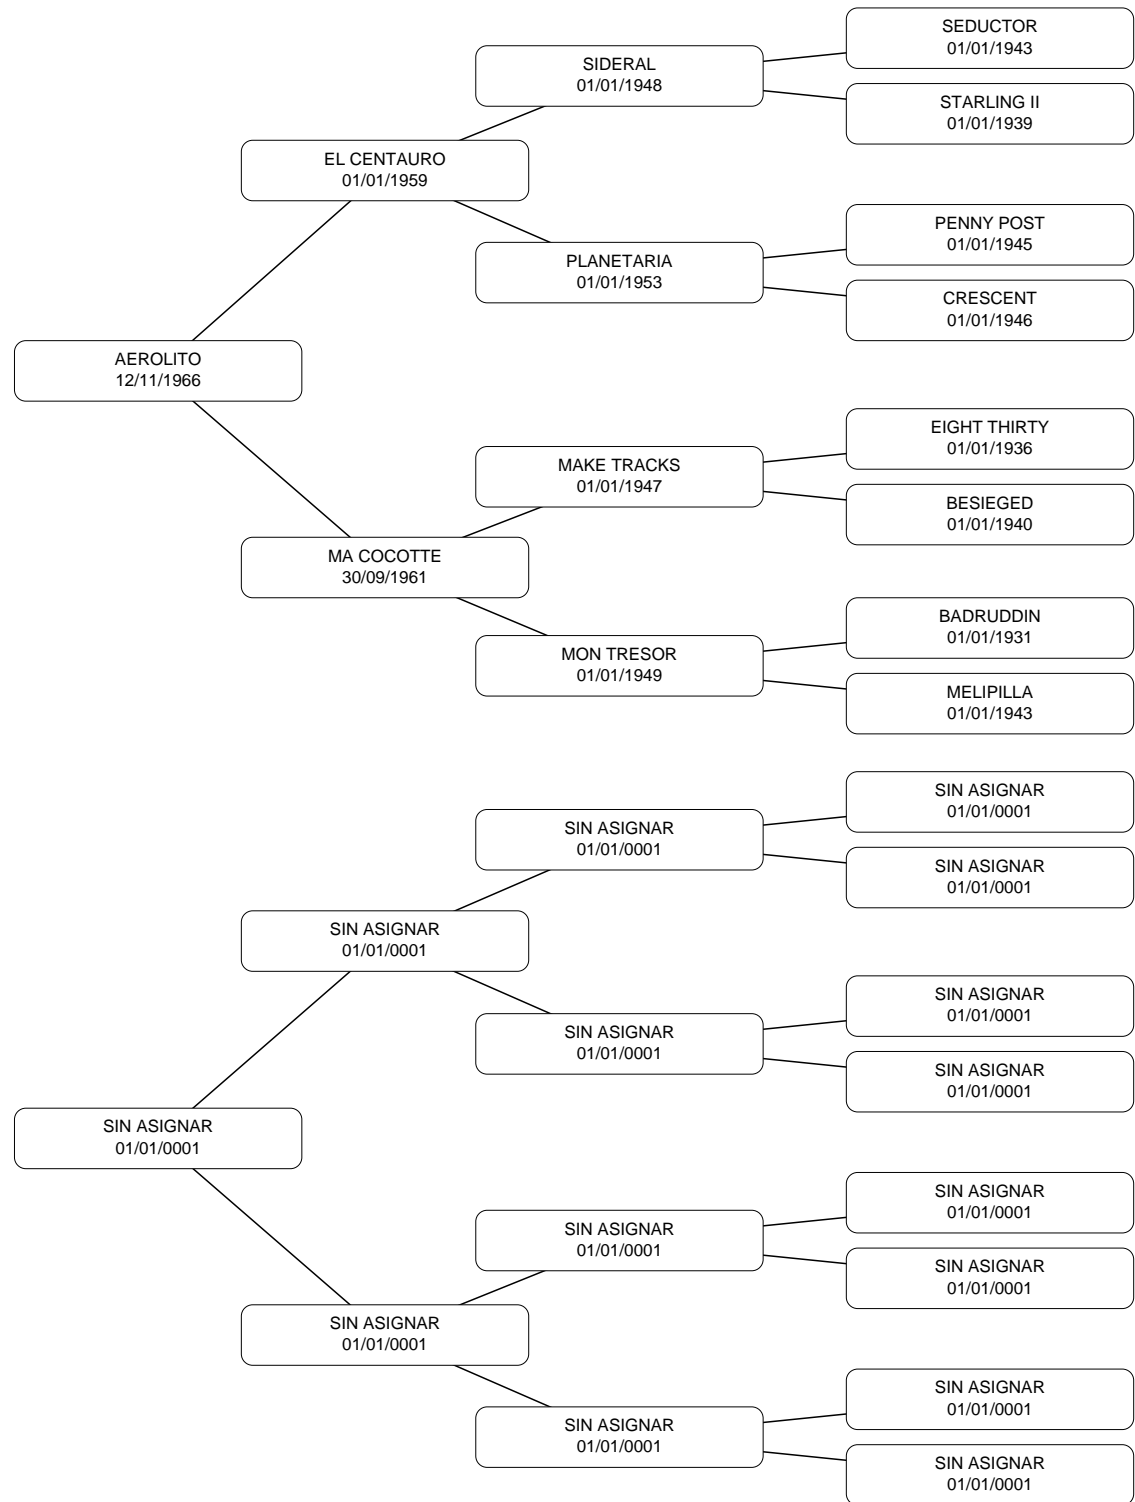 SEDUCTOR
01/01/1943
SIDERAL
01/01/1948
STARLING II
01/01/1939
EL CENTAURO
01/01/1959
PENNY POST
01/01/1945
PLANETARIA
01/01/1953
CRESCENT
01/01/1946
AEROLITO
12/11/1966
EIGHT THIRTY
01/01/1936
MAKE TRACKS
01/01/1947
BESIEGED
01/01/1940
MA COCOTTE
30/09/1961
BADRUDDIN
01/01/1931
MON TRESOR
01/01/1949
MELIPILLA
01/01/1943
SIN ASIGNAR
01/01/0001
SIN ASIGNAR
01/01/0001
SIN ASIGNAR
01/01/0001
SIN ASIGNAR
01/01/0001
SIN ASIGNAR
01/01/0001
SIN ASIGNAR
01/01/0001
SIN ASIGNAR
01/01/0001
SIN ASIGNAR
01/01/0001
SIN ASIGNAR
01/01/0001
SIN ASIGNAR
01/01/0001
SIN ASIGNAR
01/01/0001
SIN ASIGNAR
01/01/0001
SIN ASIGNAR
01/01/0001
SIN ASIGNAR
01/01/0001
SIN ASIGNAR
01/01/0001